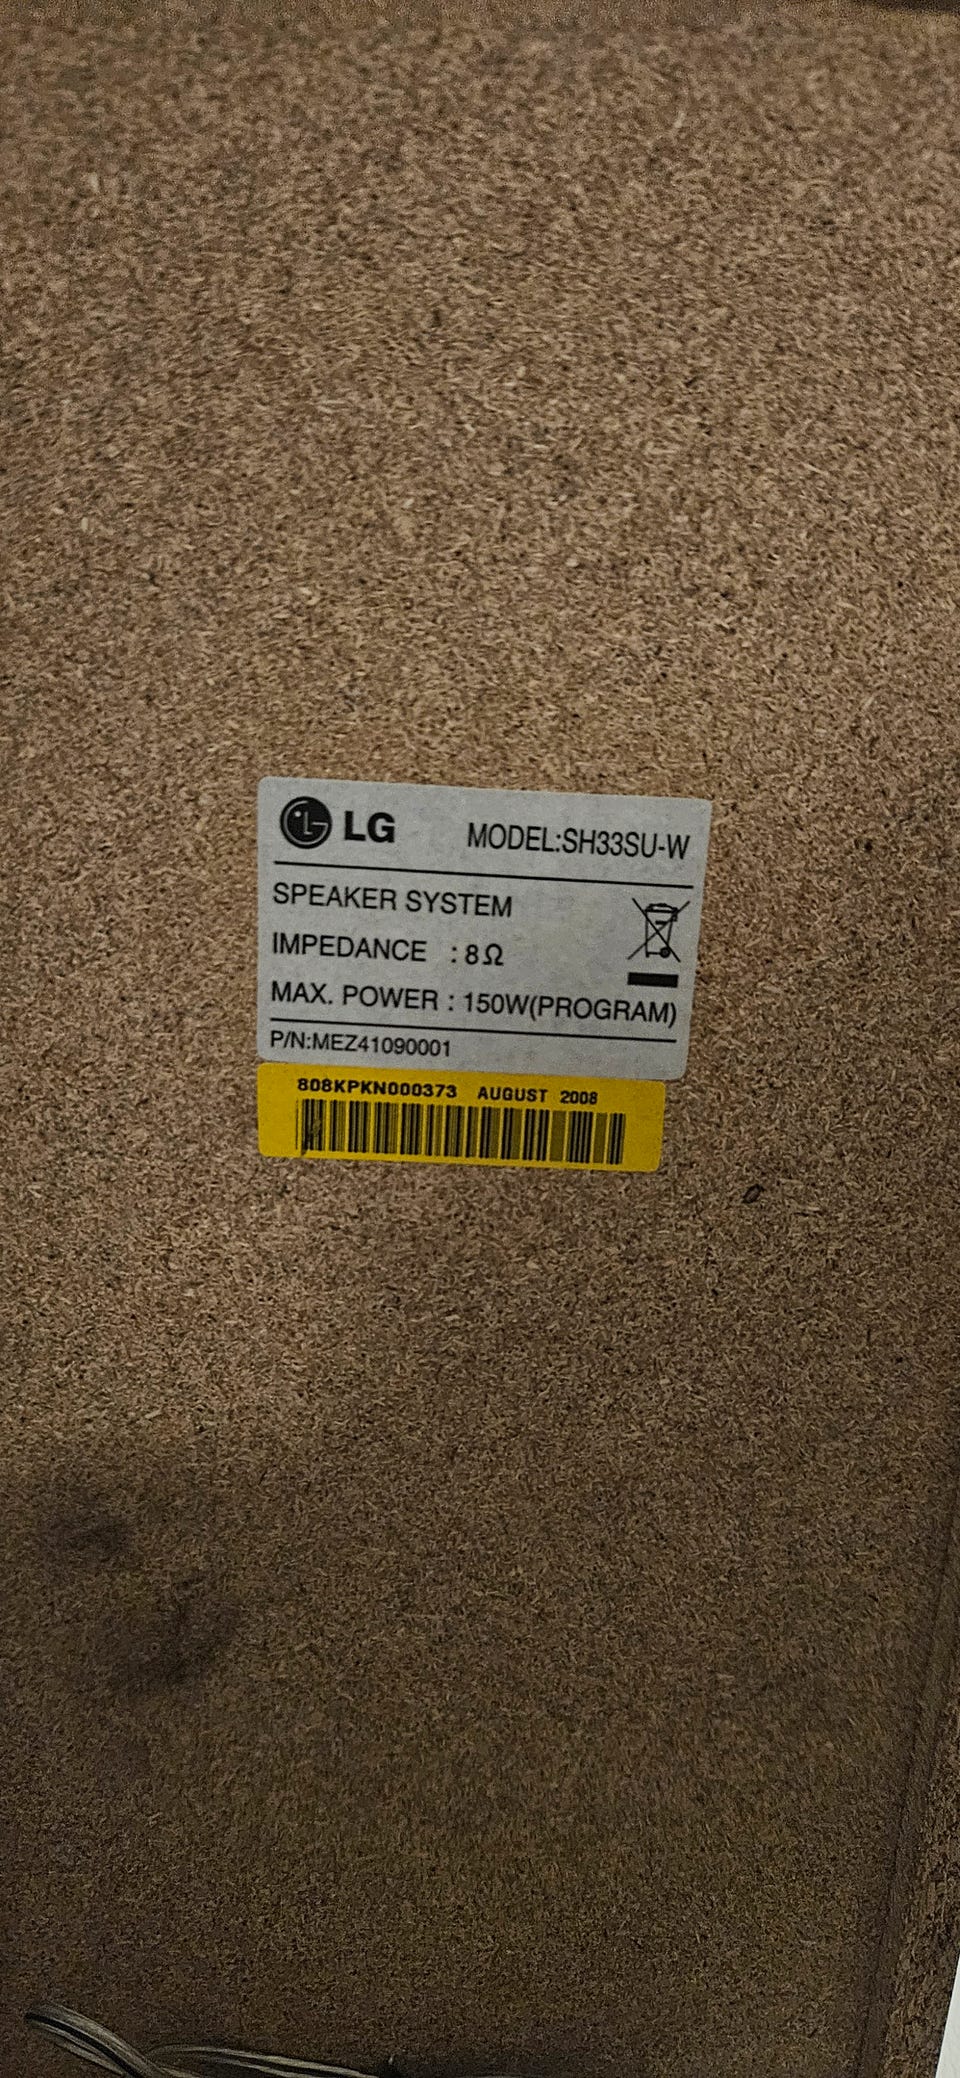 LG MODEL:SH33SU-W
SPEAKER SYSTEM
IMPEDANCE : 8Ω
MAX. POWER : 150W(PROGRAM)
P/N:MEZ41090001
808KPKN000373 AUGUST 2008